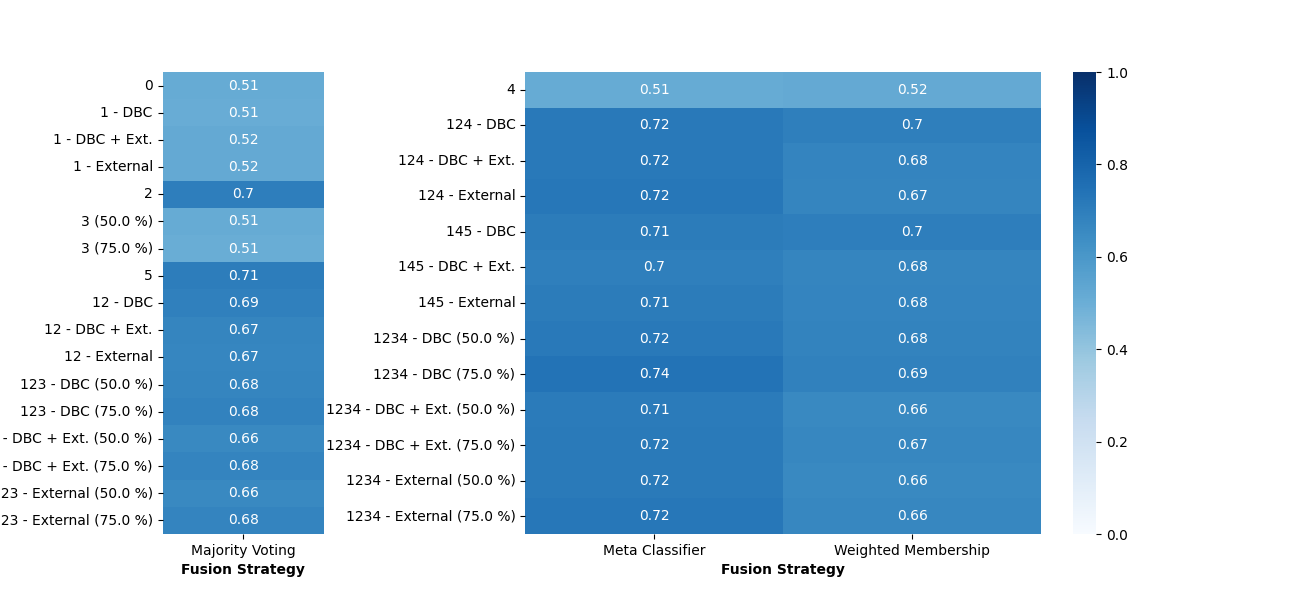 0 0.51
1 - DBC 0.51
1 - DBC + Ext. 0.52
1 - External 0.52
2 0.7
3 (50.0 %) 0.51
3 (75.0 %) 0.51
5 0.71
12 - DBC 0.69
12 - DBC + Ext. 0.67
12 - External 0.67
123 - DBC (50.0 %) 0.68
123 - DBC (75.0 %) 0.68
- DBC + Ext. (50.0 %) 0.66
- DBC + Ext. (75.0 %) 0.68
23 - External (50.0 %) 0.66
23 - External (75.0 %) 0.68
Majority Voting
Fusion Strategy
4 0.51 0.52
124 - DBC 0.72 0.7
124 - DBC + Ext. 0.72 0.68
124 - External 0.72 0.67
145 - DBC 0.71 0.7
145 - DBC + Ext. 0.7 0.68
145 - External 0.71 0.68
1234 - DBC (50.0 %) 0.72 0.68
1234 - DBC (75.0 %) 0.74 0.69
1234 - DBC + Ext. (50.0 %) 0.71 0.66
1234 - DBC + Ext. (75.0 %) 0.72 0.67
1234 - External (50.0 %) 0.72 0.66
1234 - External (75.0 %) 0.72 0.66
Meta Classifier Weighted Membership
Fusion Strategy
1.0
0.8
0.6
0.4
0.2
0.0